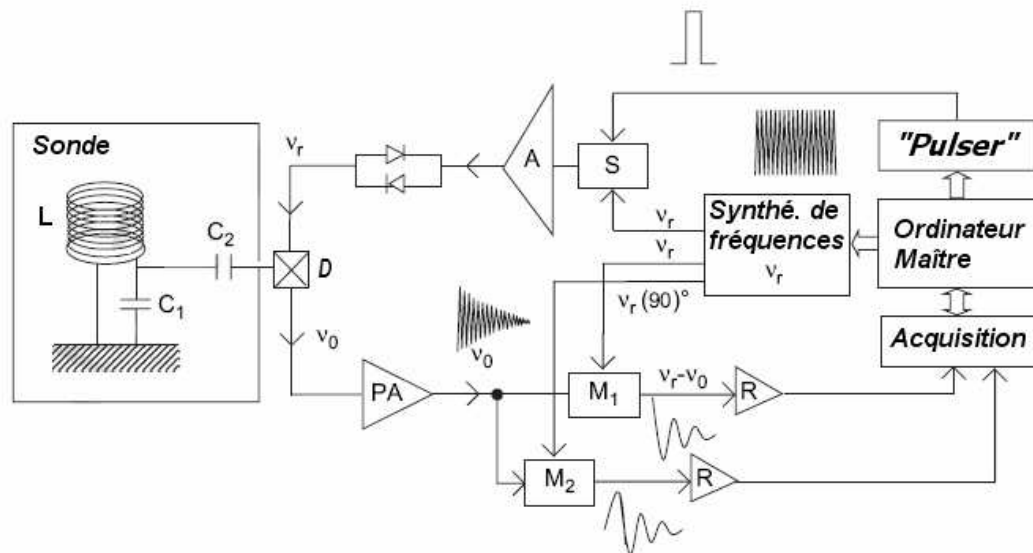 Sonde
L
C2
C1
νr
A
S
"Pulser"
νr
νr
νr (90)°
Synthé. de
fréquences
νr
Ordinateur
Maître
Acquisition
D
ν0
ν0
PA
M1
νr-ν0
R
M2
R